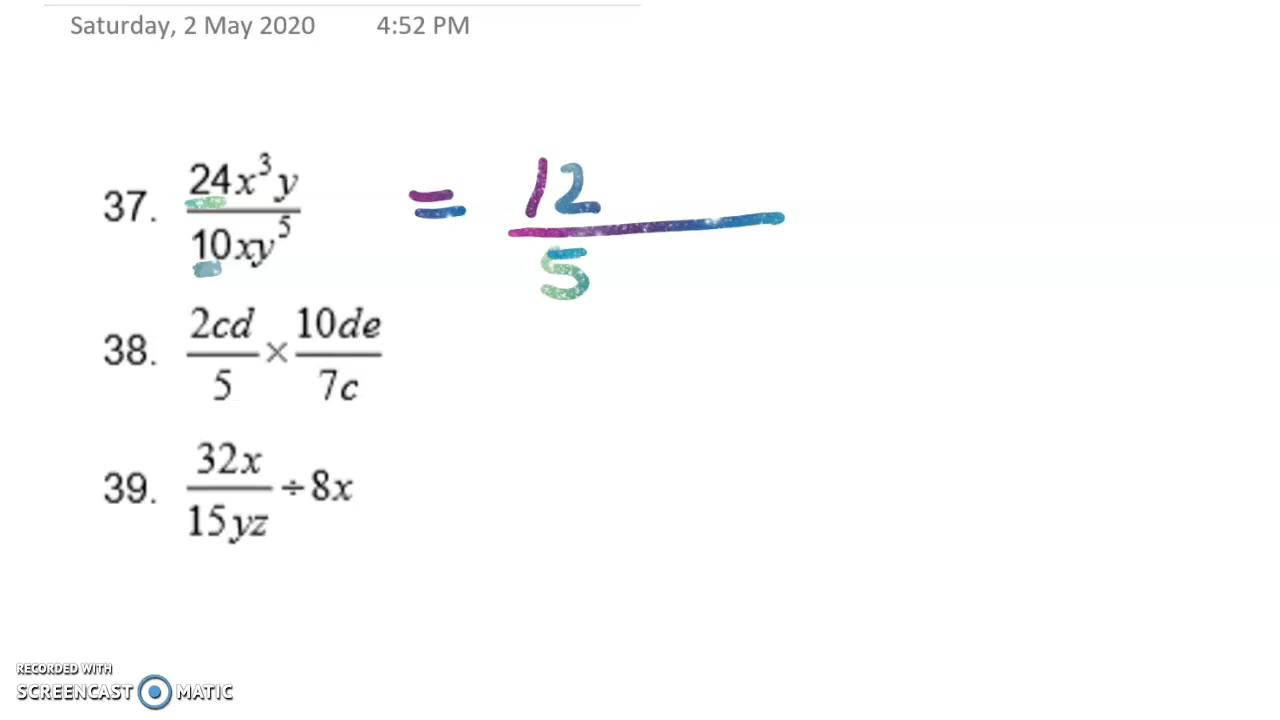 Saturday, 2 May 2020 4:52 PM
37. 24x³y / 10xy⁵ = 12 / 5
38. 2cd / 5 × 10de / 7c
39. 32x / 15yz ÷ 8x
RECORDED WITH
SCREENCAST MATIC